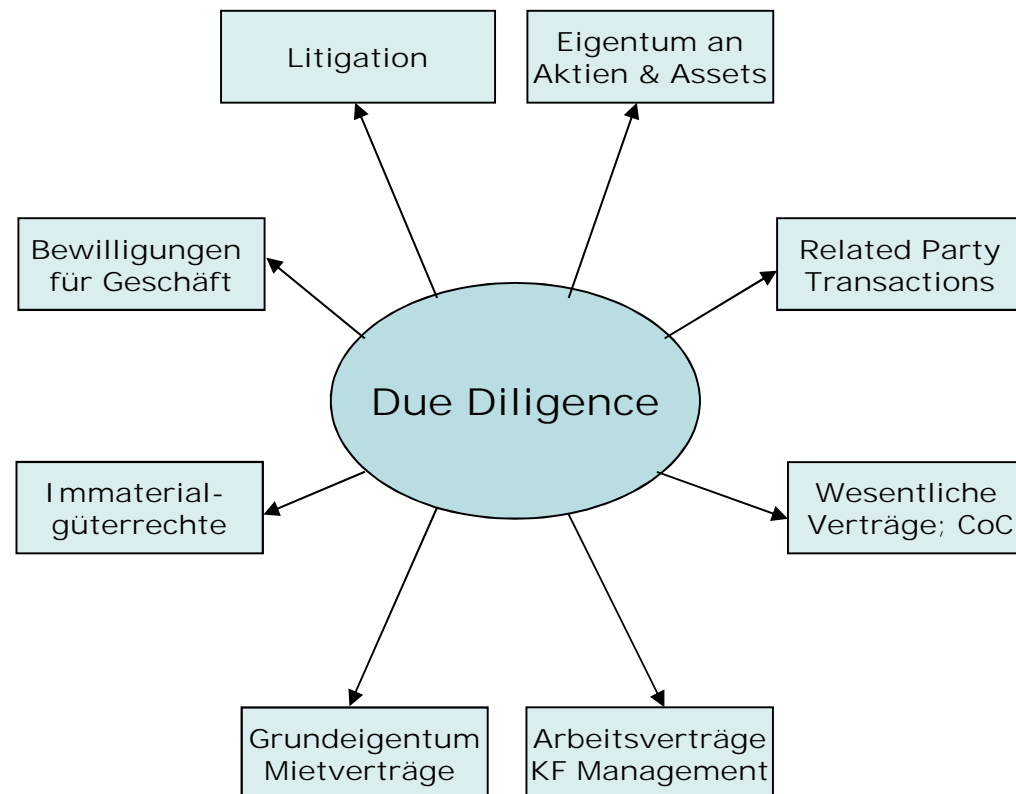 Litigation
Eigentum an
Aktien & Assets
Bewilligungen
für Geschäft
Related Party
Transactions
Due Diligence
Immaterial-
güterrechte
Wesentliche
Verträge; CoC
Grundeigentum
Mietverträge
Arbeitsverträge
KF Management